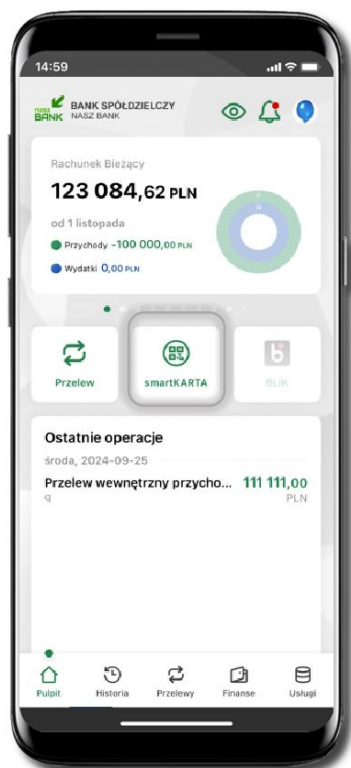 14:59
nasz BANK
BANK SPÓŁDZIELCZY
NASZ BANK
Rachunek Bieżący
123 084,62 PLN
od 1 listopada
Przychody ~100 000,00 PLN
Wydatki 0,00 PLN
Przelew
smartKARTA
BLIK
Ostatnie operacje
środa, 2024-09-25
Przelew wewnętrzny przycho... 111 111,00
q PLN
Pulpit Historia Przelewy Finanse Usługi